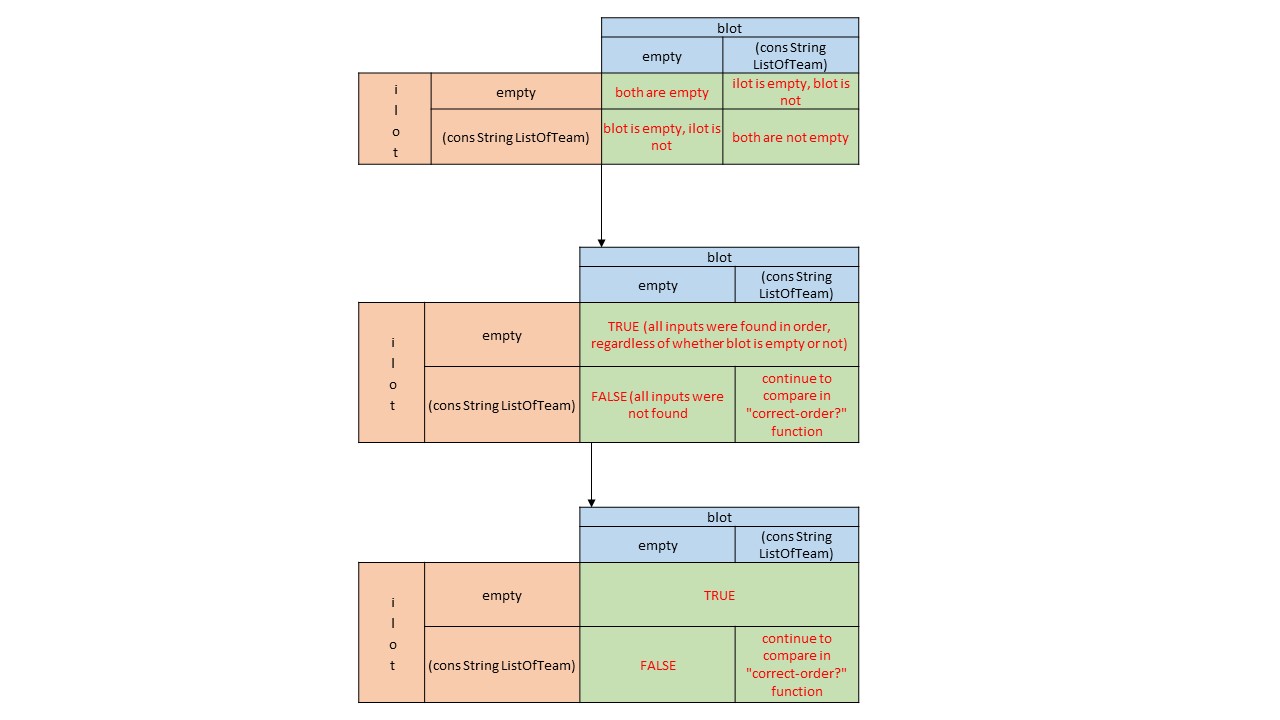 blot
empty
(cons String
ListOfTeam)
i
l
o
t
empty
both are empty
ilot is empty, blot is
not
(cons String ListOfTeam)
blot is empty, ilot is
not
both are not empty
blot
empty
(cons String
ListOfTeam)
i
l
o
t
empty
TRUE (all inputs were found in order,
regardless of whether blot is empty or not)
(cons String ListOfTeam)
FALSE (all inputs were
not found
continue to
compare in
"correct-order?"
function
blot
empty
(cons String
ListOfTeam)
i
l
o
t
empty
TRUE
(cons String ListOfTeam)
FALSE
continue to
compare in
"correct-order?"
function